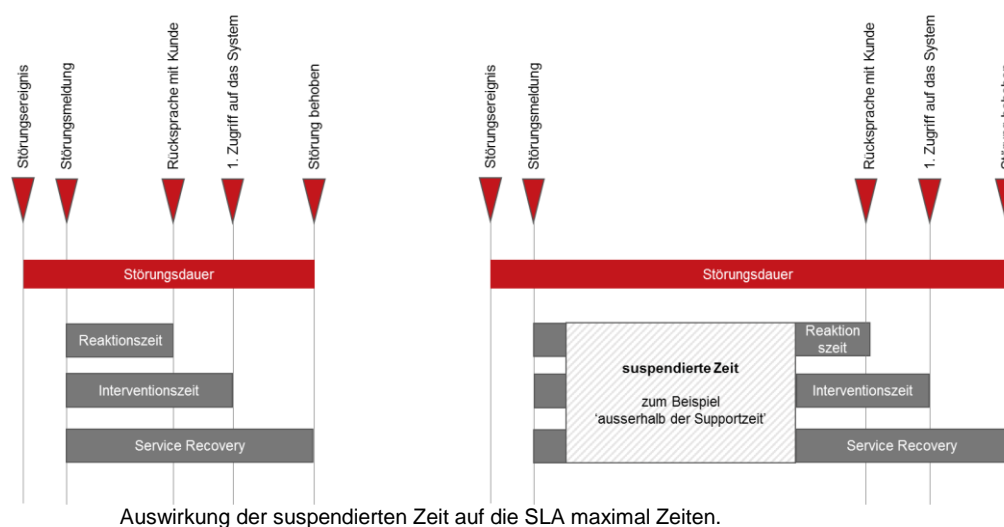 Störungsereignis
Störungsmeldung
Rücksprache mit Kunde
1. Zugriff auf das System
Störung behoben
Störungsdauer
Reaktionszeit
Interventionszeit
Service Recovery
Störungsereignis
Störungsmeldung
Rücksprache mit Kunde
1. Zugriff auf das System
Störung behoben
Störungsdauer
suspendierte Zeit
zum Beispiel
'ausserhalb der Supportzeit'
Reaktion
szeit
Interventionszeit
Service Recovery
Auswirkung der suspendierten Zeit auf die SLA maximal Zeiten.